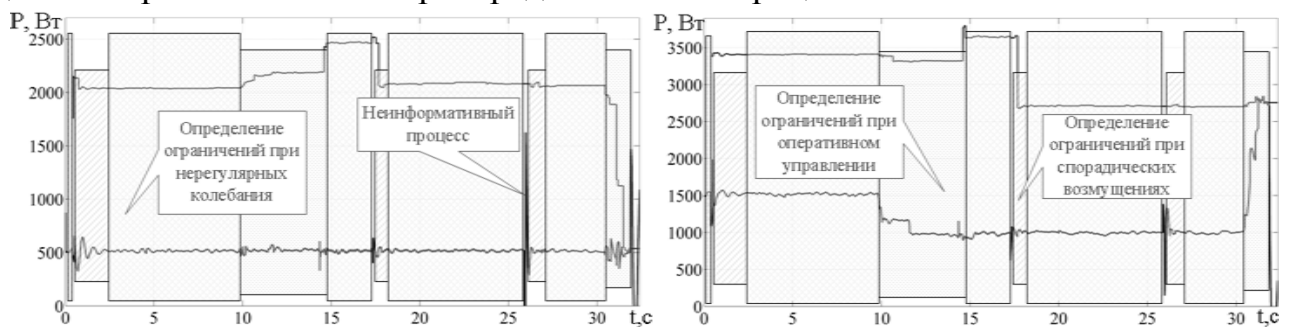 P, Вт
2500
2000
1500
1000
500
0
0
5
10
15
20
25
30
t,с
Определение
ограничений при
нерегулярных
колебания
Неинформативный
процесс
P, Вт
3500
3000
2500
2000
1500
1000
500
0
0
5
10
15
20
25
30
t,с
Определение
ограничений при
оперативном
управлении
Определение
ограничений при
спорадических
возмущениях